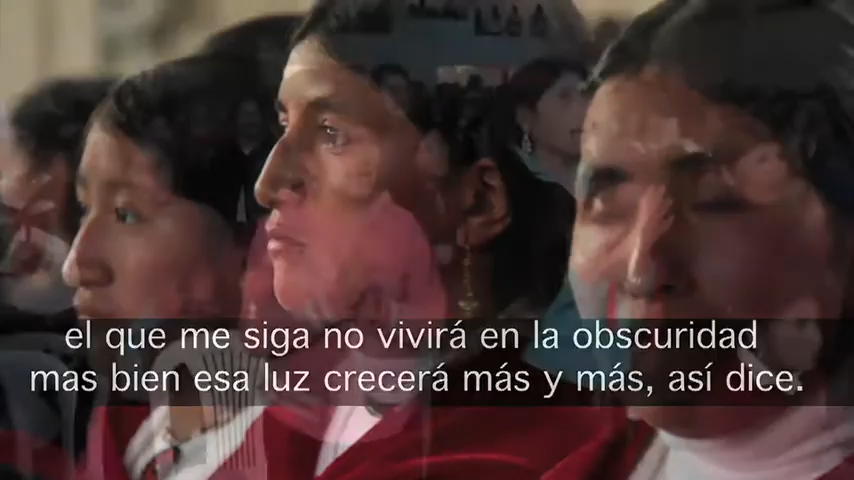 el que me siga no vivirá en la obscuridad
mas bien esa luz crecerá más y más, así dice.